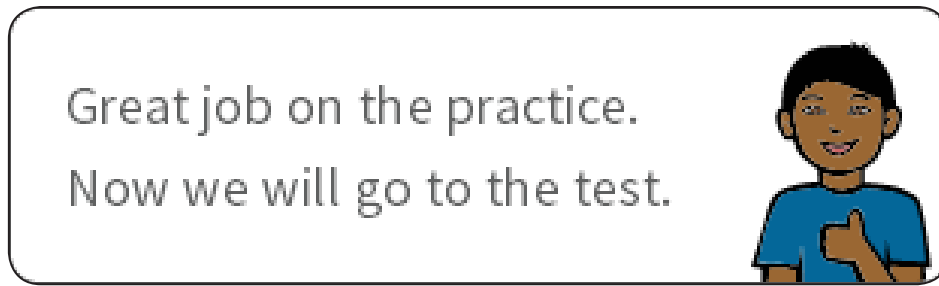 Great job on the practice.
Now we will go to the test.